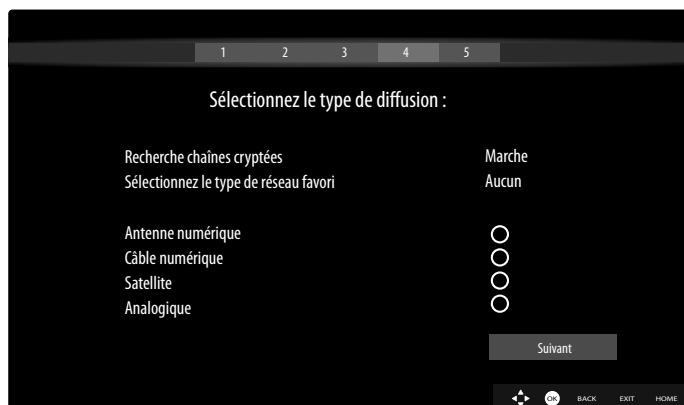 1 2 3 4 5
Sélectionnez le type de diffusion :
Recherche chaînes cryptées Marche
Sélectionnez le type de réseau favori Aucun
Antenne numérique
Câble numérique
Satellite
Analogique
Suivant
OK BACK EXIT HOME